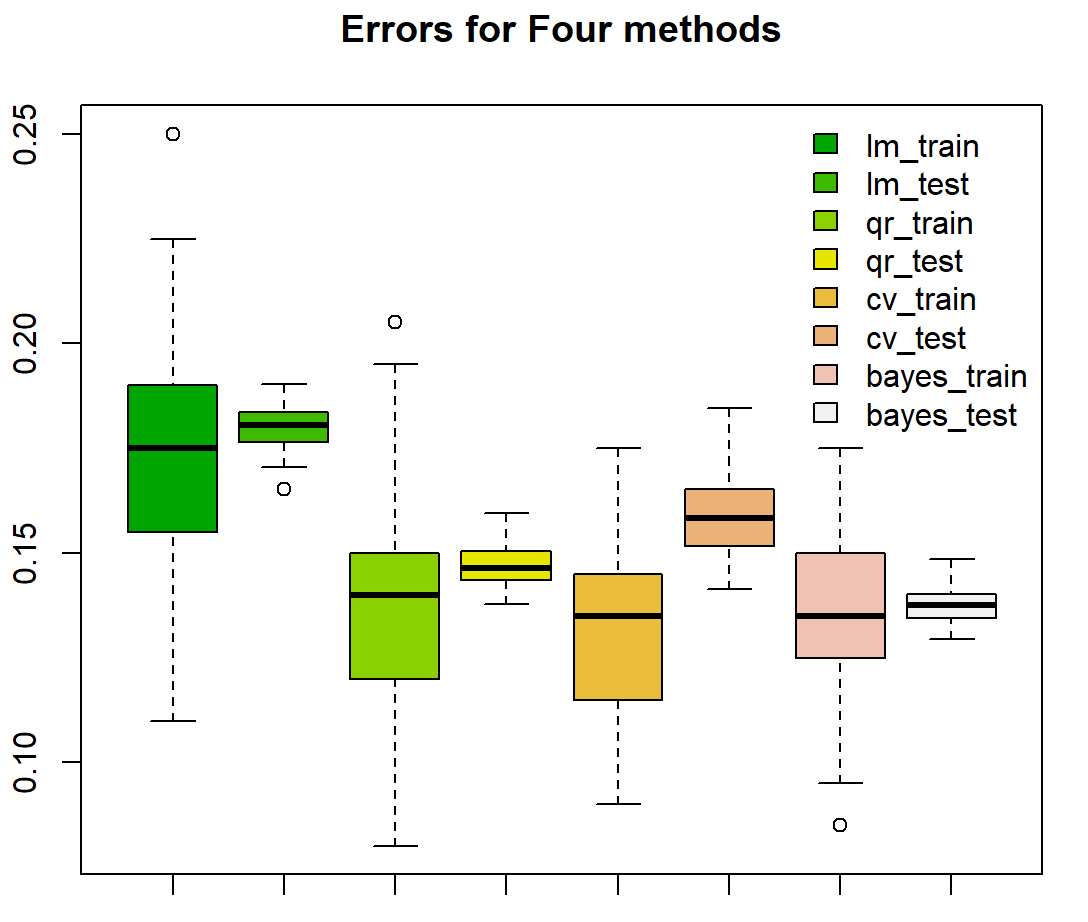 Errors for Four methods
0.25
0.20
0.15
0.10
lm_train
lm_test
qr_train
qr_test
cv_train
cv_test
bayes_train
bayes_test